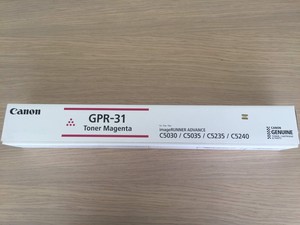 Canon
GPR-31
Toner Magenta
imageRUNNER ADVANCE
C5030 / C5035 / C5235 / C5240
CANON
GENUINE